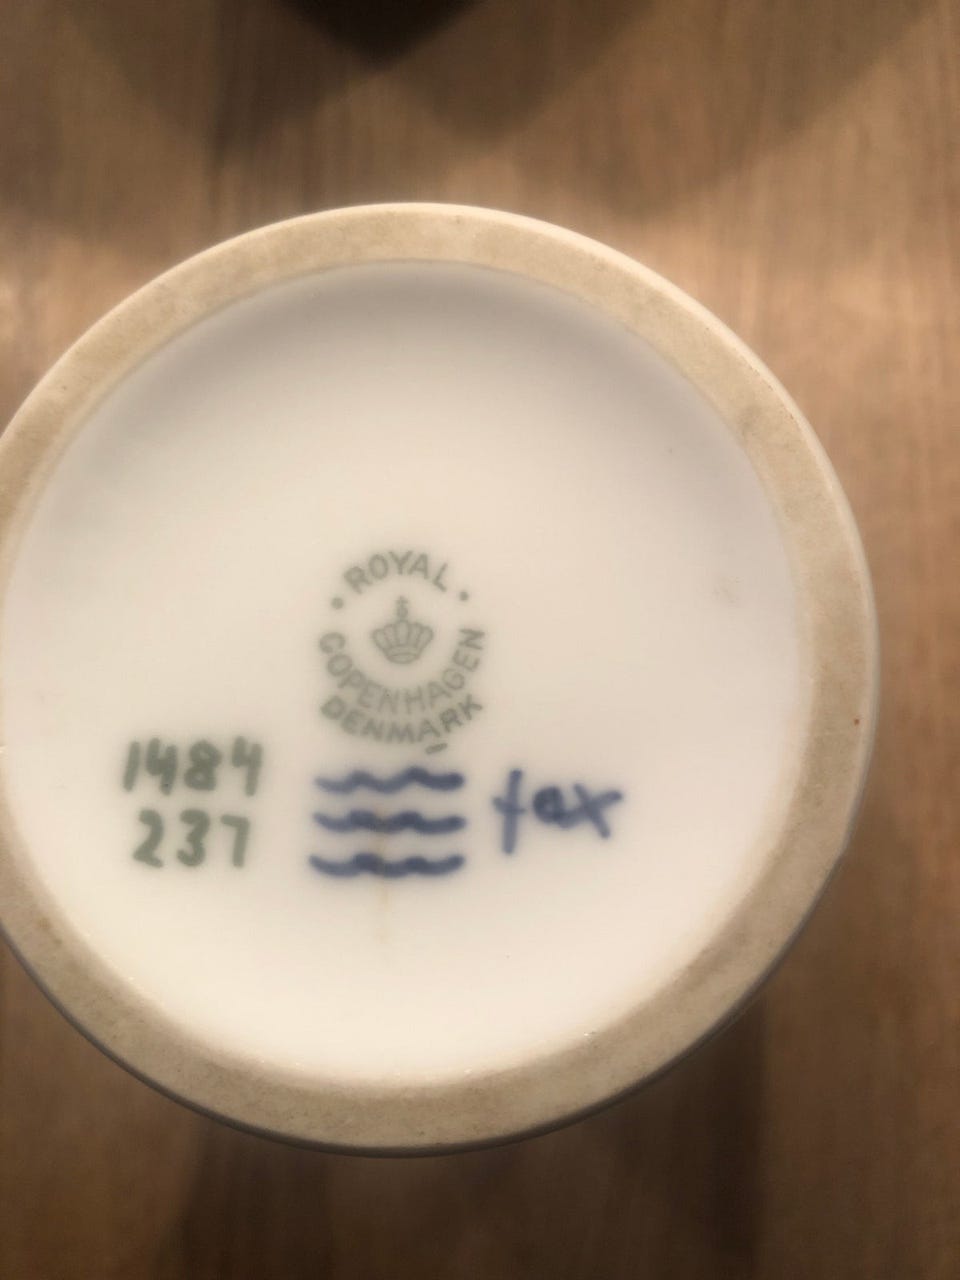 ROYAL
COPENHAGEN
DENMARK
1484
237
fax